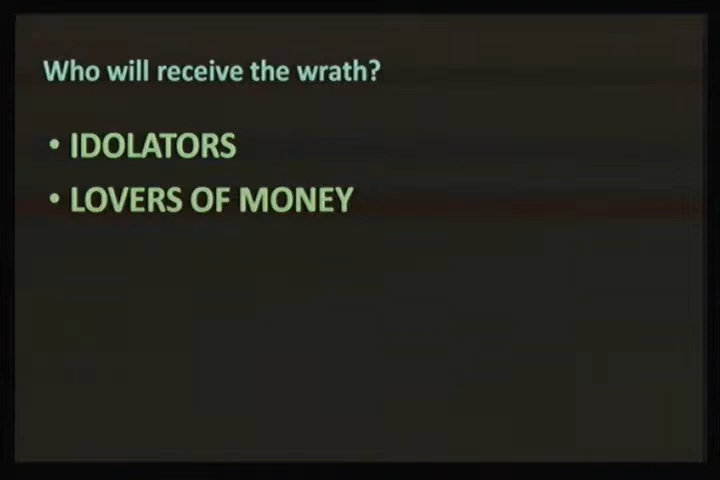 Who will receive the wrath?
• IDOLATORS
• LOVERS OF MONEY